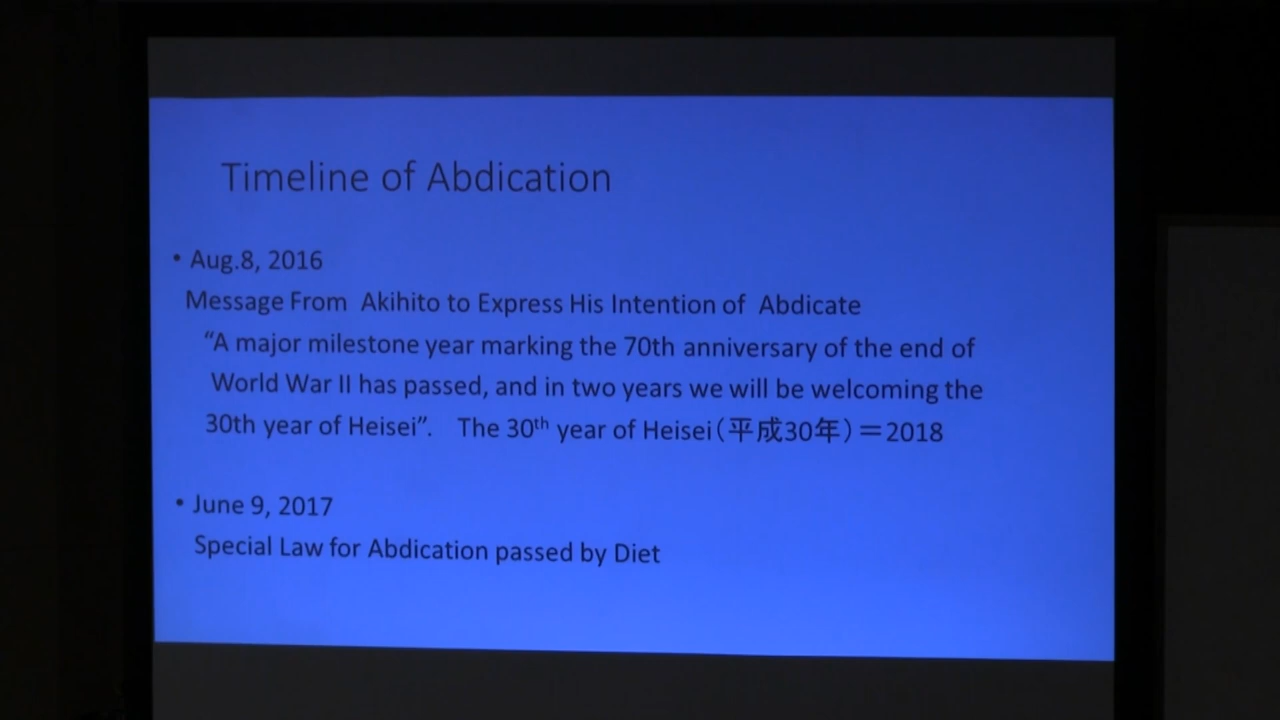 Timeline of Abdication
• Aug.8, 2016
Message From Akihito to Express His Intention of Abdicate
“A major milestone year marking the 70th anniversary of the end of
World War II has passed, and in two years we will be welcoming the
30th year of Heisei”. The 30th year of Heisei(平成30年)=2018
• June 9, 2017
Special Law for Abdication passed by Diet